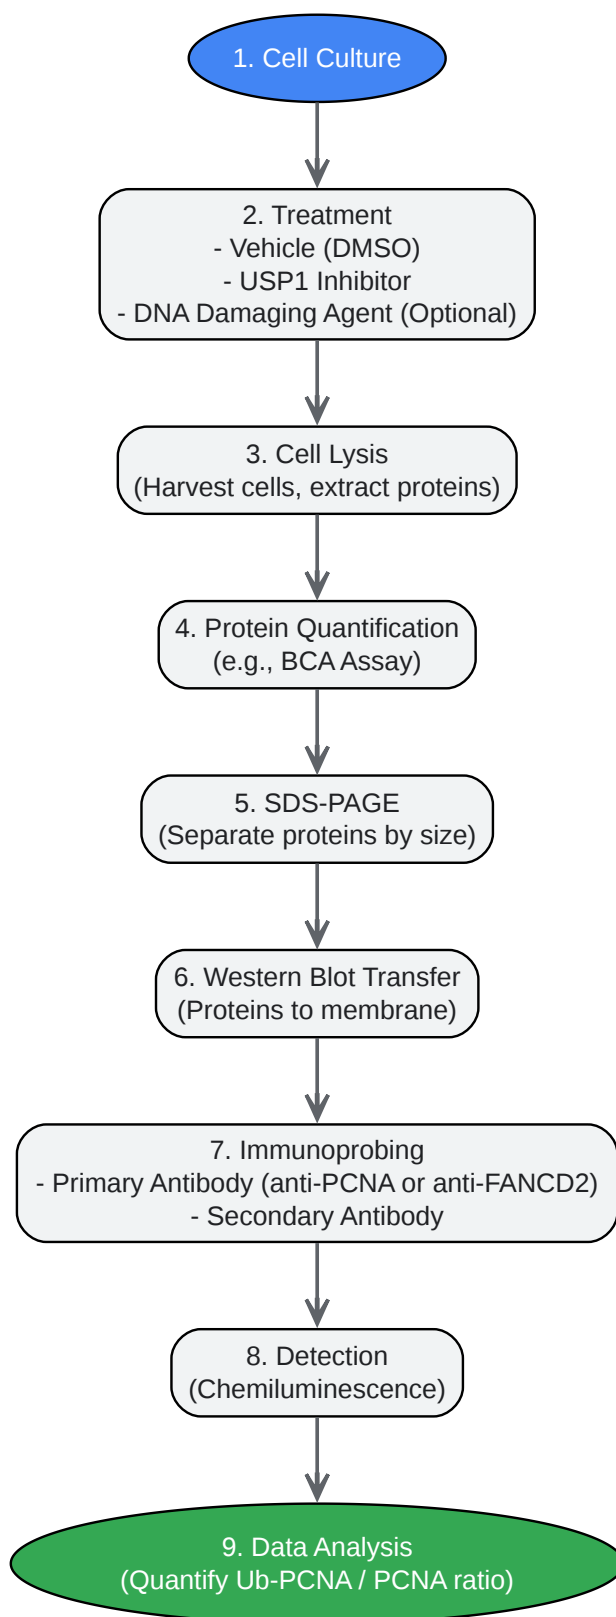 1. Cell Culture
2. Treatment
- Vehicle (DMSO)
- USP1 Inhibitor
- DNA Damaging Agent (Optional)
3. Cell Lysis
(Harvest cells, extract proteins)
4. Protein Quantification
(e.g., BCA Assay)
5. SDS-PAGE
(Separate proteins by size)
6. Western Blot Transfer
(Proteins to membrane)
7. Immunoprobing
- Primary Antibody (anti-PCNA or anti-FANCD2)
- Secondary Antibody
8. Detection
(Chemiluminescence)
9. Data Analysis
(Quantify Ub-PCNA / PCNA ratio)